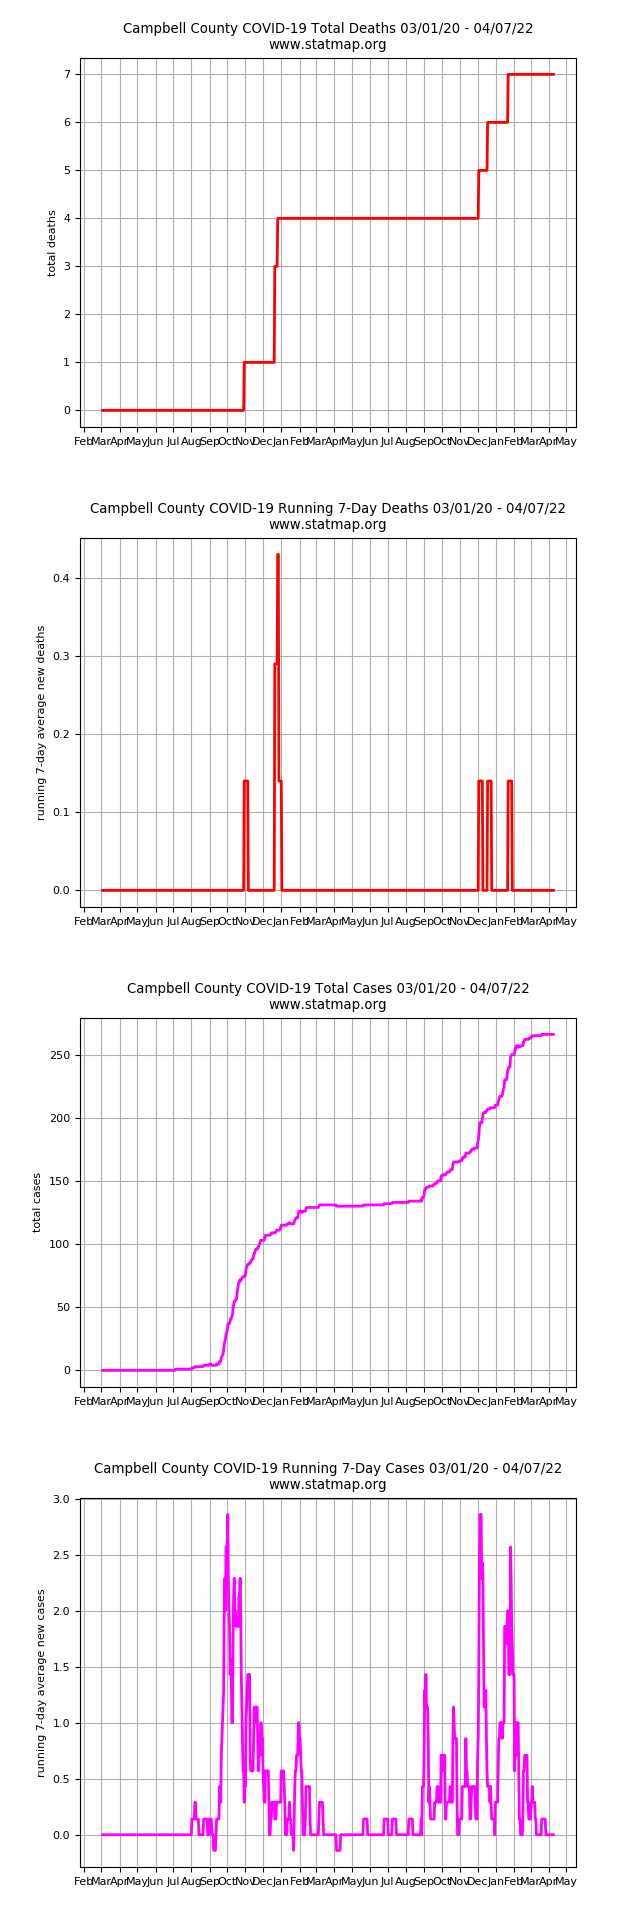 Campbell County COVID-19 Total Deaths 03/01/20 - 04/07/22
www.statmap.org
7
6
5
4
3
2
1
0
total deaths
Feb Mar Apr May Jun Jul Aug Sep Oct Nov Dec Jan Feb Mar Apr May Jun Jul Aug Sep Oct Nov Dec Jan Feb Mar Apr May
Campbell County COVID-19 Running 7-Day Deaths 03/01/20 - 04/07/22
www.statmap.org
0.4
0.3
0.2
0.1
0.0
running 7-day average new deaths
Feb Mar Apr May Jun Jul Aug Sep Oct Nov Dec Jan Feb Mar Apr May Jun Jul Aug Sep Oct Nov Dec Jan Feb Mar Apr May
Campbell County COVID-19 Total Cases 03/01/20 - 04/07/22
www.statmap.org
250
200
150
100
50
0
total cases
Feb Mar Apr May Jun Jul Aug Sep Oct Nov Dec Jan Feb Mar Apr May Jun Jul Aug Sep Oct Nov Dec Jan Feb Mar Apr May
Campbell County COVID-19 Running 7-Day Cases 03/01/20 - 04/07/22
www.statmap.org
3.0
2.5
2.0
1.5
1.0
0.5
0.0
running 7-day average new cases
Feb Mar Apr May Jun Jul Aug Sep Oct Nov Dec Jan Feb Mar Apr May Jun Jul Aug Sep Oct Nov Dec Jan Feb Mar Apr May